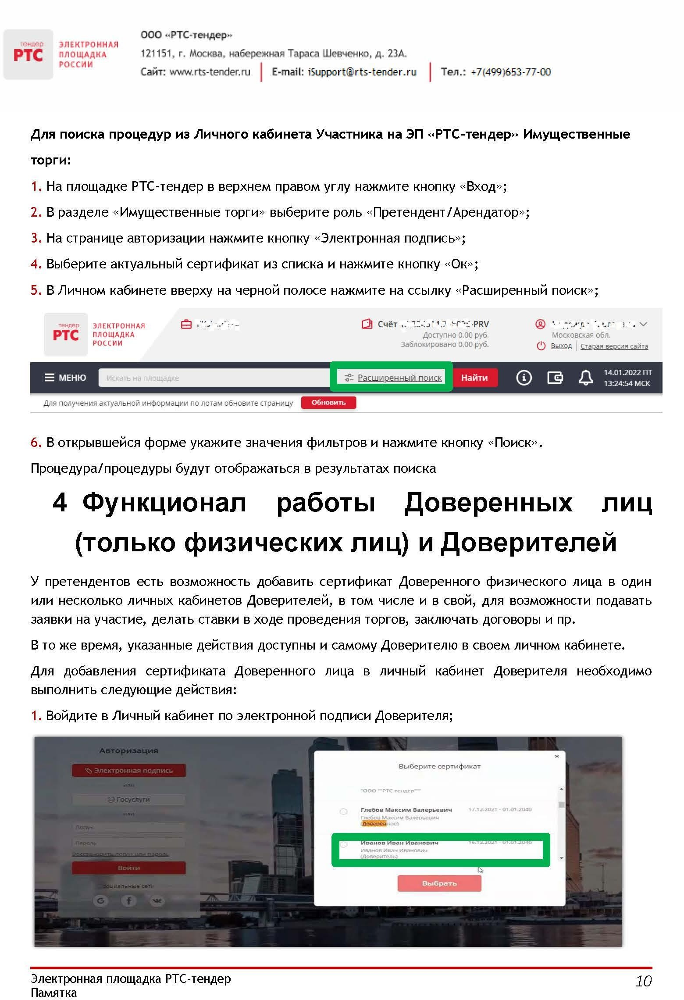 тендер
РТС
ЭЛЕКТРОННАЯ
ПЛОЩАДКА
РОССИИ
ООО «РТС-тендер»
121151, г. Москва, набережная Тараса Шевченко, д. 23А.
Сайт: www.rts-tender.ru | E-mail: iSupport@rts-tender.ru | Тел.: +7(499)653-77-00
Для поиска процедур из Личного кабинета Участника на ЭП «РТС-тендер» Имущественные
торги:
1. На площадке РТС-тендер в верхнем правом углу нажмите кнопку «Вход»;
2. В разделе «Имущественные торги» выберите роль «Претендент/Арендатор»;
3. На странице авторизации нажмите кнопку «Электронная подпись»;
4. Выберите актуальный сертификат из списка и нажмите кнопку «Ок»;
5. В Личном кабинете вверху на черной полосе нажмите на ссылку «Расширенный поиск»;
тендер
РТС
ЭЛЕКТРОННАЯ
ПЛОЩАДКА
РОССИИ
Счёт
PRV
Доступно 0,00 руб.
Заблокировано 0,00 руб.
Московская обл.
Выход | Старая версия сайта
МЕНЮ
Искать на площадке
Расширенный поиск
Найти
14.01.2022 ПТ
13:24:54 МСК
Для получения актуальной информации по лотам обновите страницу
Обновить
6. В открывшейся форме укажите значения фильтров и нажмите кнопку «Поиск».
Процедура/процедуры будут отображаться в результатах поиска
4 Функционал работы Доверенных лиц
(только физических лиц) и Доверителей
У претендентов есть возможность добавить сертификат Доверенного физического лица в один
или несколько личных кабинетов Доверителей, в том числе и в свой, для возможности подавать
заявки на участие, делать ставки в ходе проведения торгов, заключать договоры и пр.
В то же время, указанные действия доступны и самому Доверителю в своем личном кабинете.
Для добавления сертификата Доверенного лица в личный кабинет Доверителя необходимо
выполнить следующие действия:
1. Войдите в Личный кабинет по электронной подписи Доверителя;
Авторизация
Электронная подпись
или
Госуслуги
или
Логин
Пароль
Восстановить логин или пароль
Войти
социальные сети
Выберите сертификат
"ООО ""РТС-тендер"""
Глебов Максим Валерьевич 17.12.2021 - 01.01.2040
Глебов Максим Валерьевич
(Доверенное)
Иванов Иван Иванович 16.12.2021 - 01.01.2040
Иванов Иван Иванович
(Доверитель)
Выбрать
Электронная площадка РТС-тендер
Памятка
10